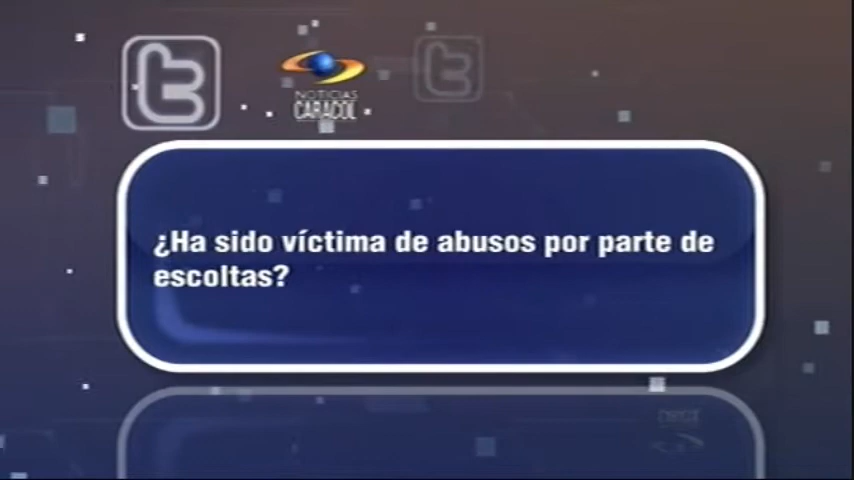 NOTICIAS
CARACOL
¿Ha sido víctima de abusos por parte de
escoltas?